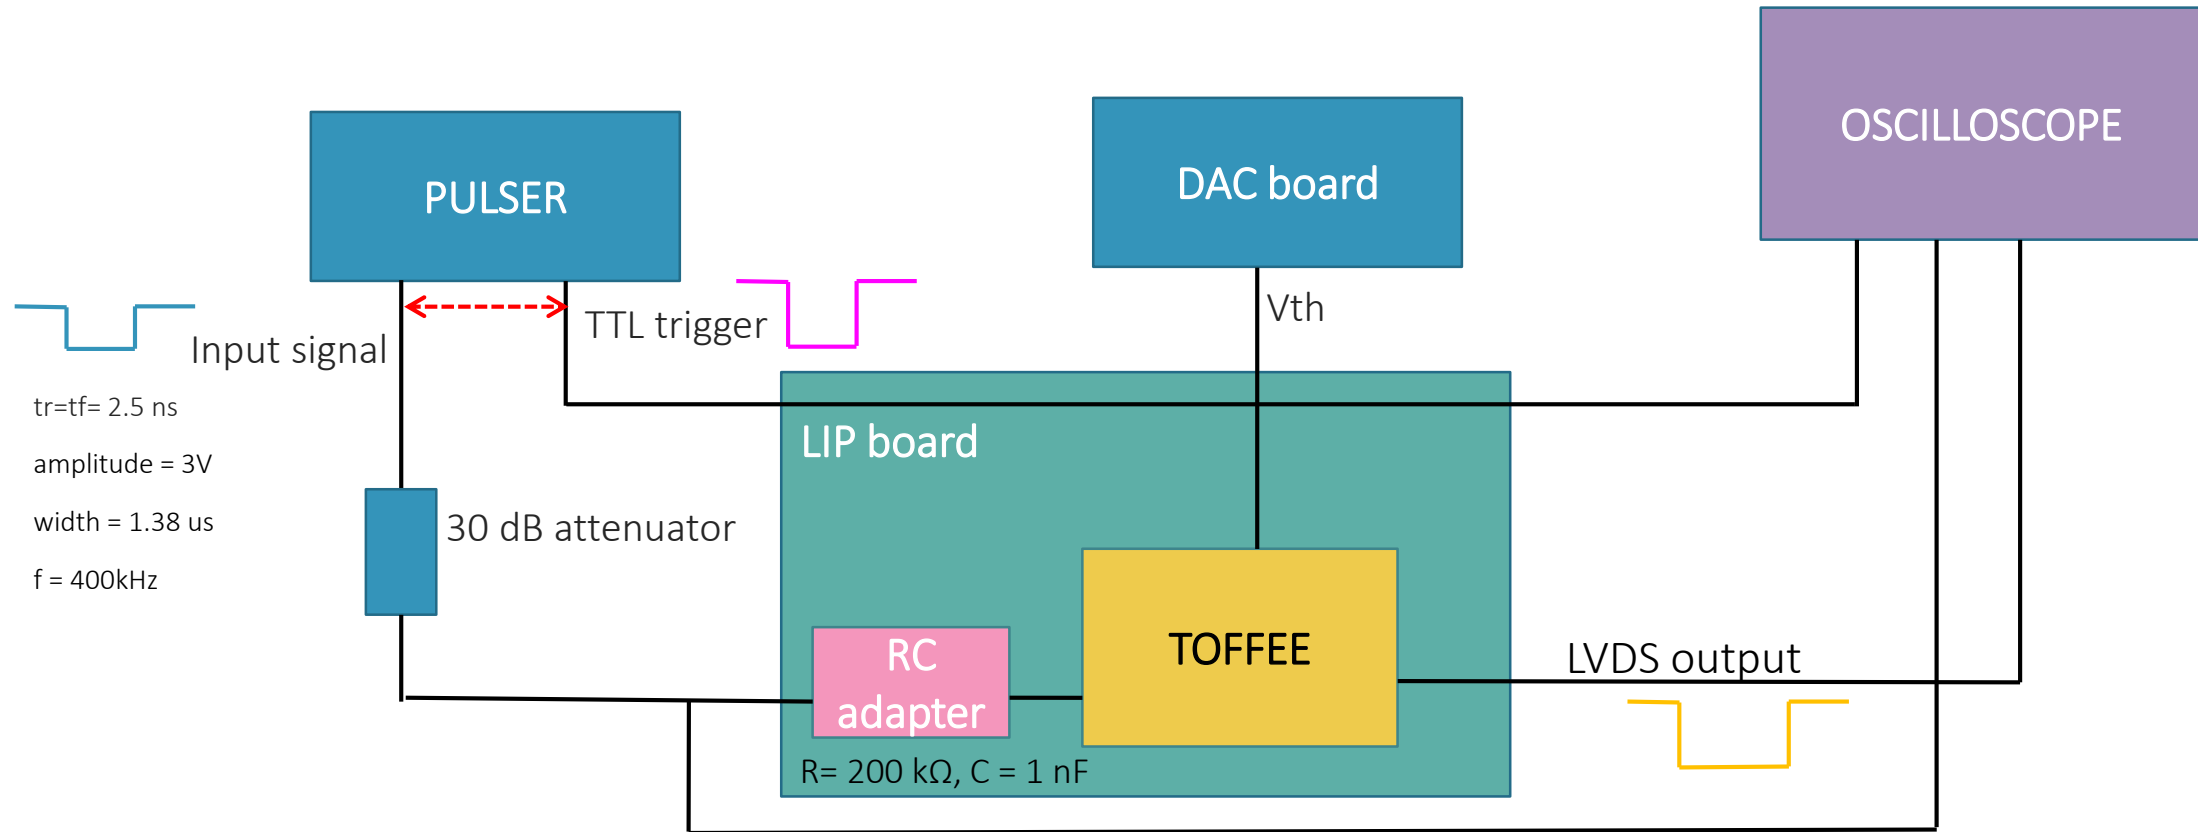 OSCILLOSCOPE
PULSER
DAC board
TTL trigger
Vth
Input signal
tr=tf= 2.5 ns
amplitude = 3V
width = 1.38 us
f = 400kHz
LIP board
30 dB attenuator
RC
adapter
TOFFEE
LVDS output
R= 200 kΩ, C = 1 nF